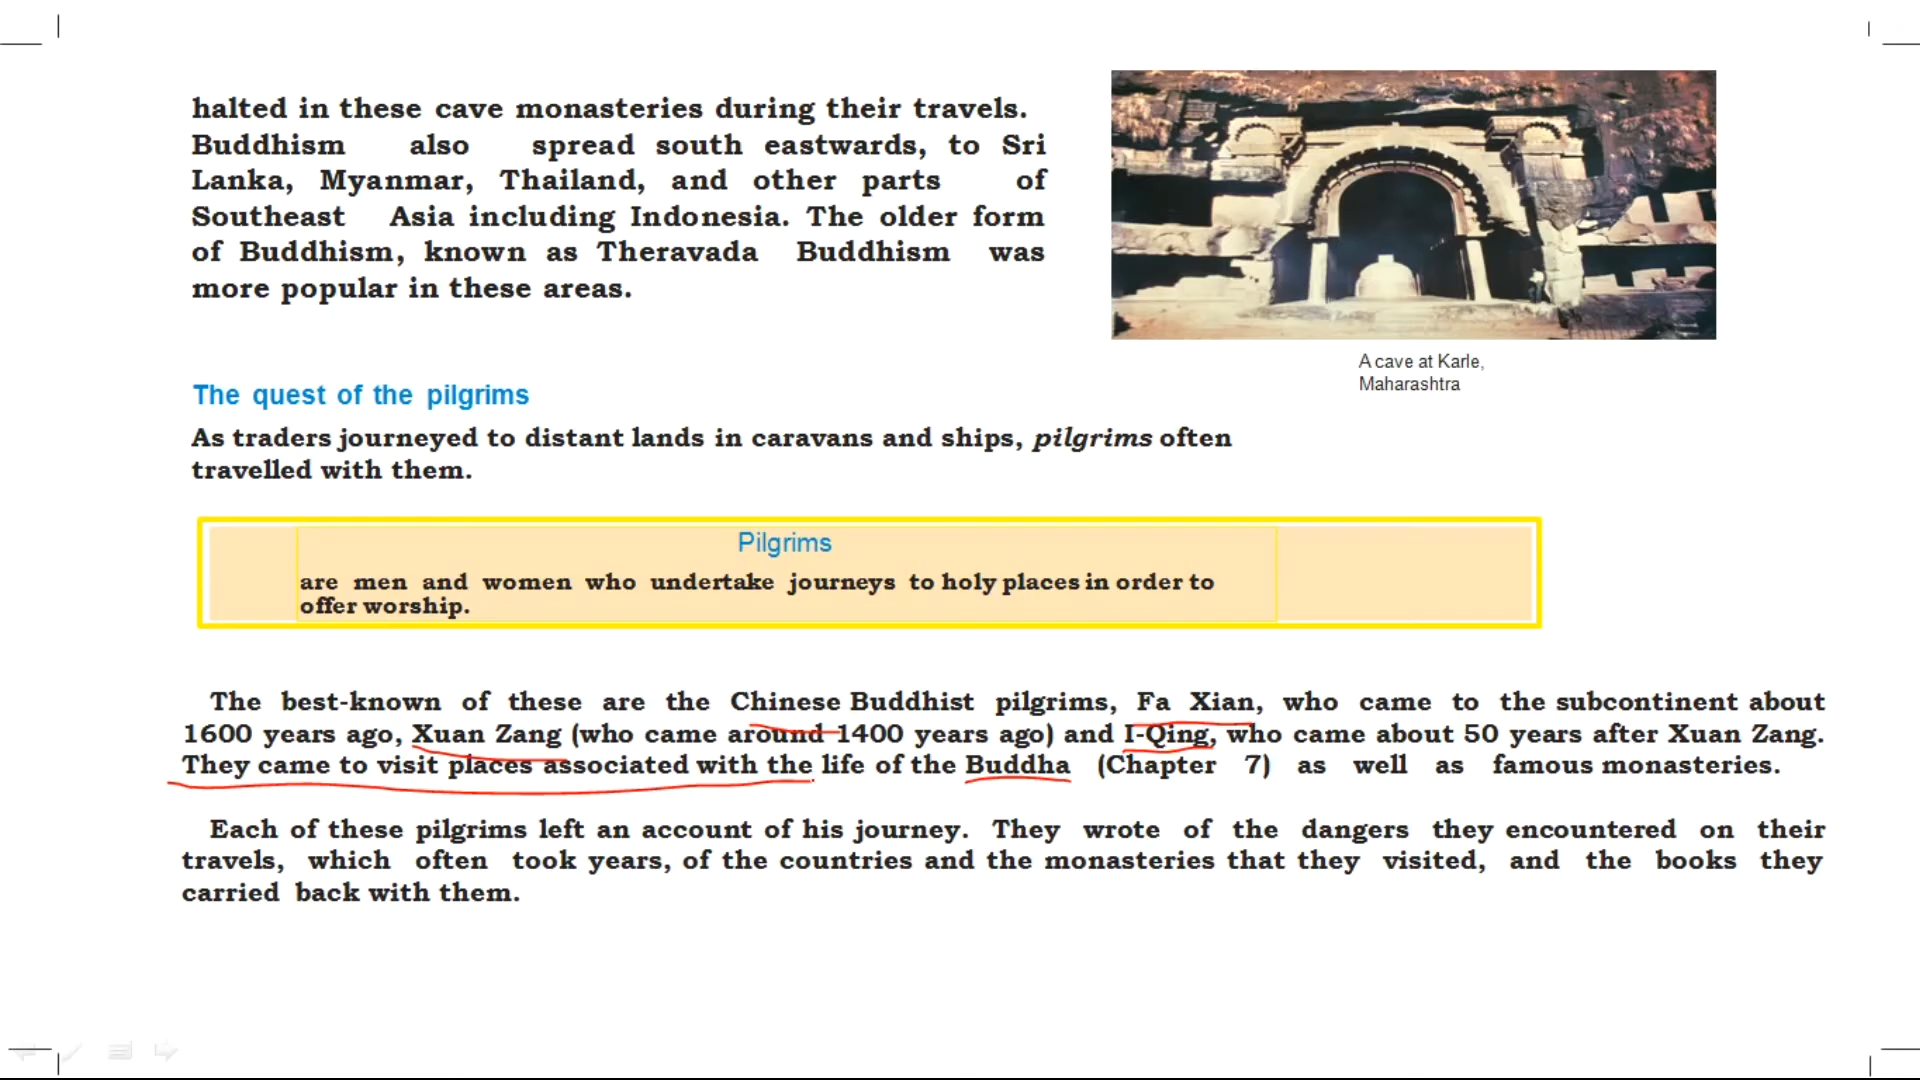 halted in these cave monasteries during their travels.
Buddhism also spread south eastwards, to Sri
Lanka, Myanmar, Thailand, and other parts of
Southeast Asia including Indonesia. The older form
of Buddhism, known as Theravada Buddhism was
more popular in these areas.
A cave at Karle,
Maharashtra
The quest of the pilgrims
As traders journeyed to distant lands in caravans and ships, pilgrims often
travelled with them.
Pilgrims
are men and women who undertake journeys to holy places in order to
offer worship.
The best-known of these are the Chinese Buddhist pilgrims, Fa Xian, who came to the subcontinent about
1600 years ago, Xuan Zang (who came around 1400 years ago) and I-Qing, who came about 50 years after Xuan Zang.
They came to visit places associated with the life of the Buddha (Chapter 7) as well as famous monasteries.
Each of these pilgrims left an account of his journey. They wrote of the dangers they encountered on their
travels, which often took years, of the countries and the monasteries that they visited, and the books they
carried back with them.